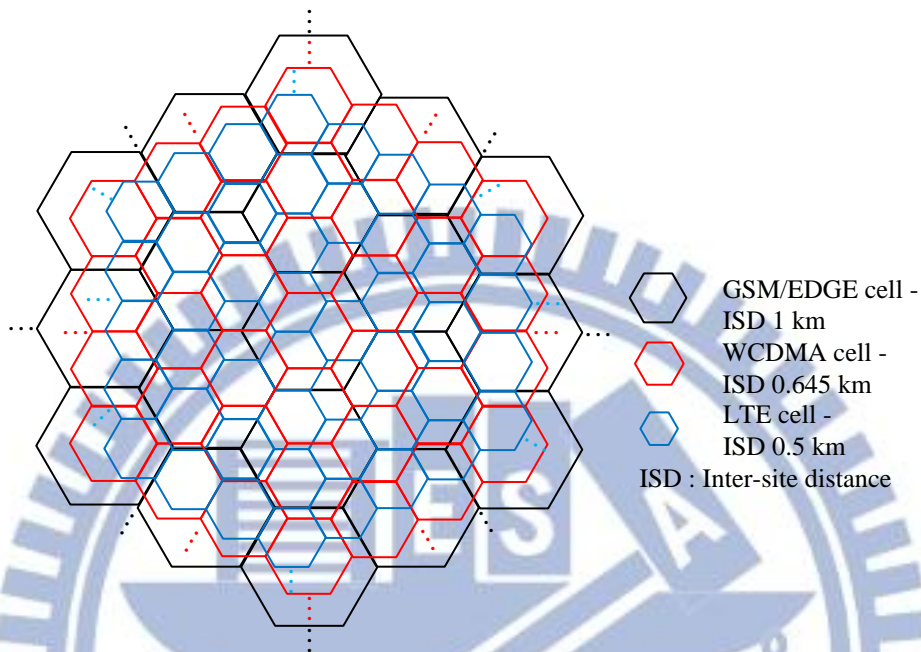 GSM/EDGE cell -
ISD 1 km
WCDMA cell -
ISD 0.645 km
LTE cell -
ISD 0.5 km
ISD : Inter-site distance
ES
A